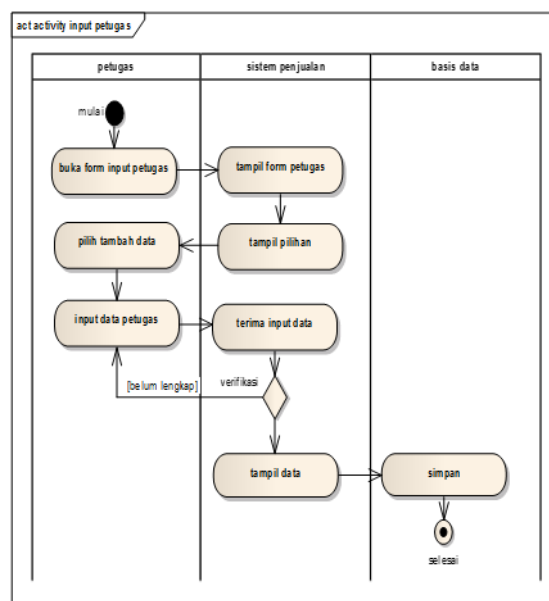 act activity input petugas
petugas
sistem penjualan
basis data
mulai
buka form input petugas
tampil form petugas
pilih tambah data
tampil pilihan
input data petugas
terima input data
[belum lengkap]
verifikasi
tampil data
simpan
selesai